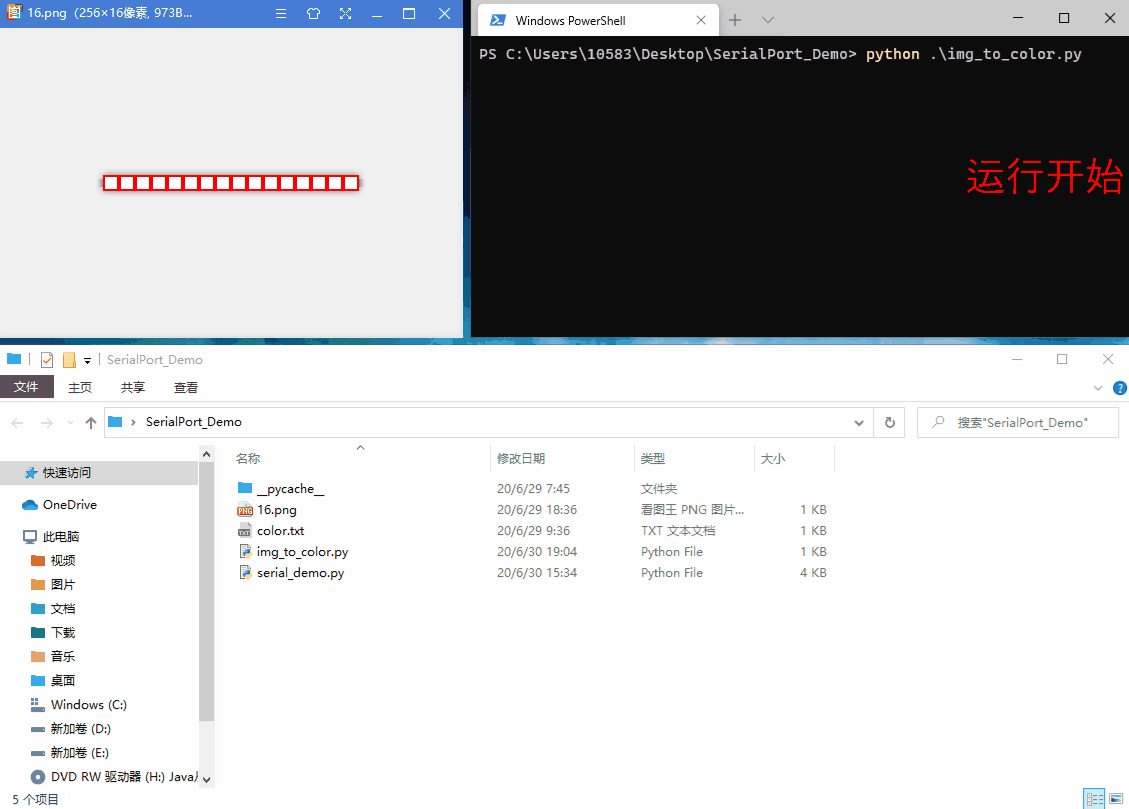 16.png（256×16像素, 973B...
Windows PowerShell
PS C:\Users\10583\Desktop\SerialPort_Demo> python .\img_to_color.py
运行开始
SerialPort_Demo
文件 主页 共享 查看
SerialPort_Demo
搜索"SerialPort_Demo"
快速访问
OneDrive
此电脑
视频
图片
文档
下载
音乐
桌面
Windows (C:)
新加卷 (D:)
新加卷 (E:)
DVD RW 驱动器 (H:) Java
名称 修改日期 类型 大小
__pycache__ 20/6/29 7:45 文件夹
16.png 20/6/29 18:36 看图王 PNG 图片... 1 KB
color.txt 20/6/29 9:36 TXT 文本文档 1 KB
img_to_color.py 20/6/30 19:04 Python File 1 KB
serial_demo.py 20/6/30 15:34 Python File 4 KB
5 个项目